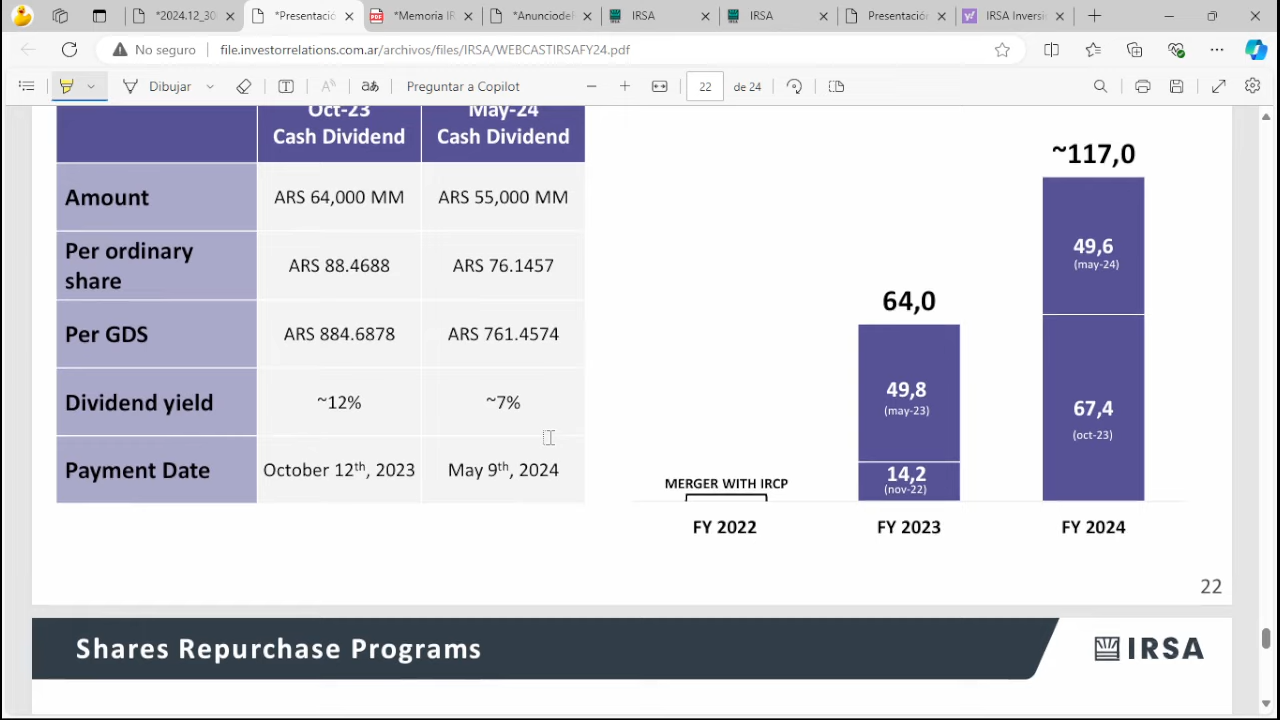 *2024.12_30
*Presentació
*Memoria IR
*AnunciodeF
IRSA
IRSA
Presentación
IRSA Inversi
No seguro
file.investorrelations.com.ar/archivos/files/IRSA/WEBCASTIRSAFY24.pdf
Dibujar
Preguntar a Copilot
22
de 24
Oct-23
Cash Dividend
May-24
Cash Dividend
Amount
ARS 64,000 MM
ARS 55,000 MM
Per ordinary
share
ARS 88.4688
ARS 76.1457
Per GDS
ARS 884.6878
ARS 761.4574
Dividend yield
~12%
~7%
Payment Date
October 12th, 2023
May 9th, 2024
~117,0
49,6
(may-24)
64,0
49,8
(may-23)
67,4
(oct-23)
14,2
(nov-22)
MERGER WITH IRCP
FY 2022
FY 2023
FY 2024
22
Shares Repurchase Programs
IRSA